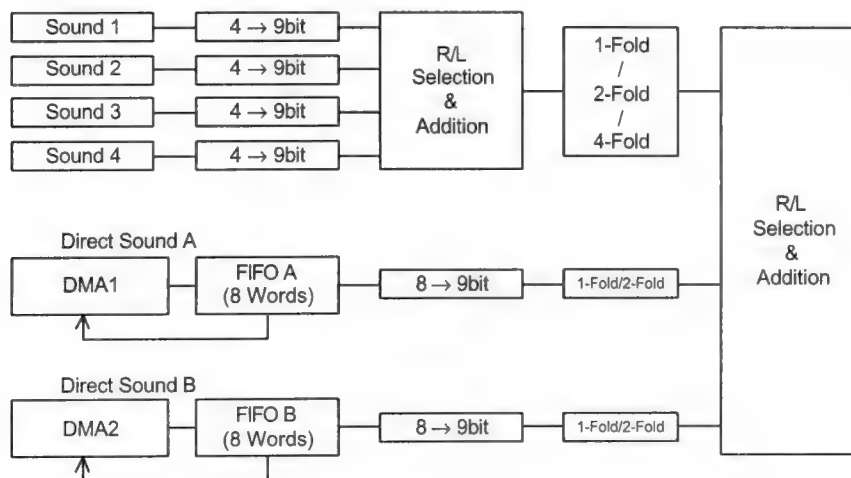 Sound 1
4 → 9bit
Sound 2
4 → 9bit
Sound 3
4 → 9bit
Sound 4
4 → 9bit
R/L
Selection
&
Addition
1-Fold
/
2-Fold
/
4-Fold
R/L
Selection
&
Addition
Direct Sound A
DMA1
FIFO A
(8 Words)
8 → 9bit
1-Fold/2-Fold
Direct Sound B
DMA2
FIFO B
(8 Words)
8 → 9bit
1-Fold/2-Fold